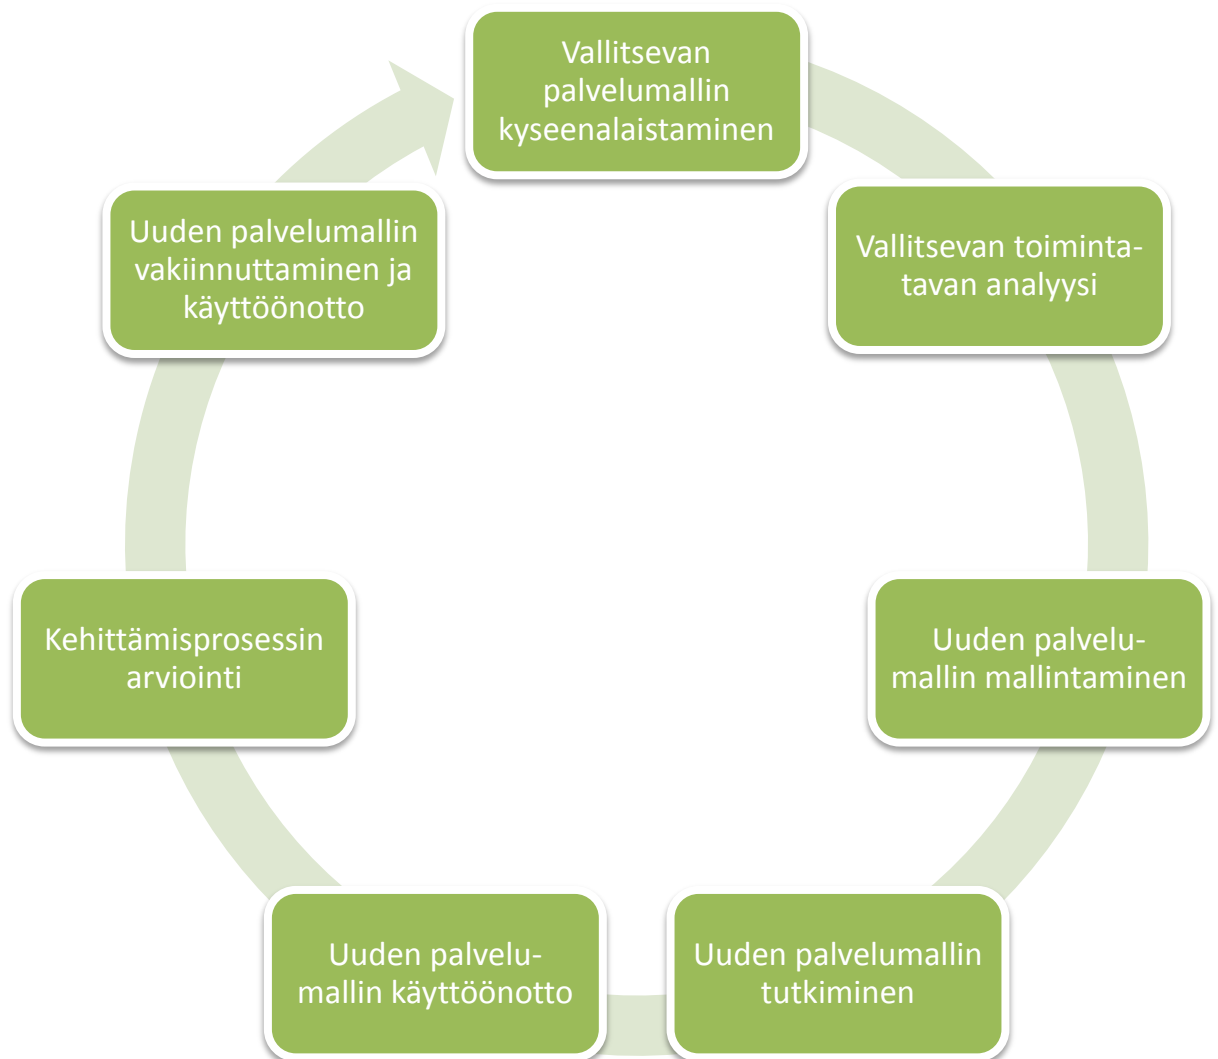 Vallitsevan
palvelumallin
kyseenalaistaminen
Vallitsevan toiminta-
tavan analyysi
Uuden palvelu-
mallin mallintaminen
Uuden palvelumallin
tutkiminen
Uuden palvelu-
mallin käyttöönotto
Kehittämisprosessin
arviointi
Uuden palvelumallin
vakiinnuttaminen ja
käyttöönotto